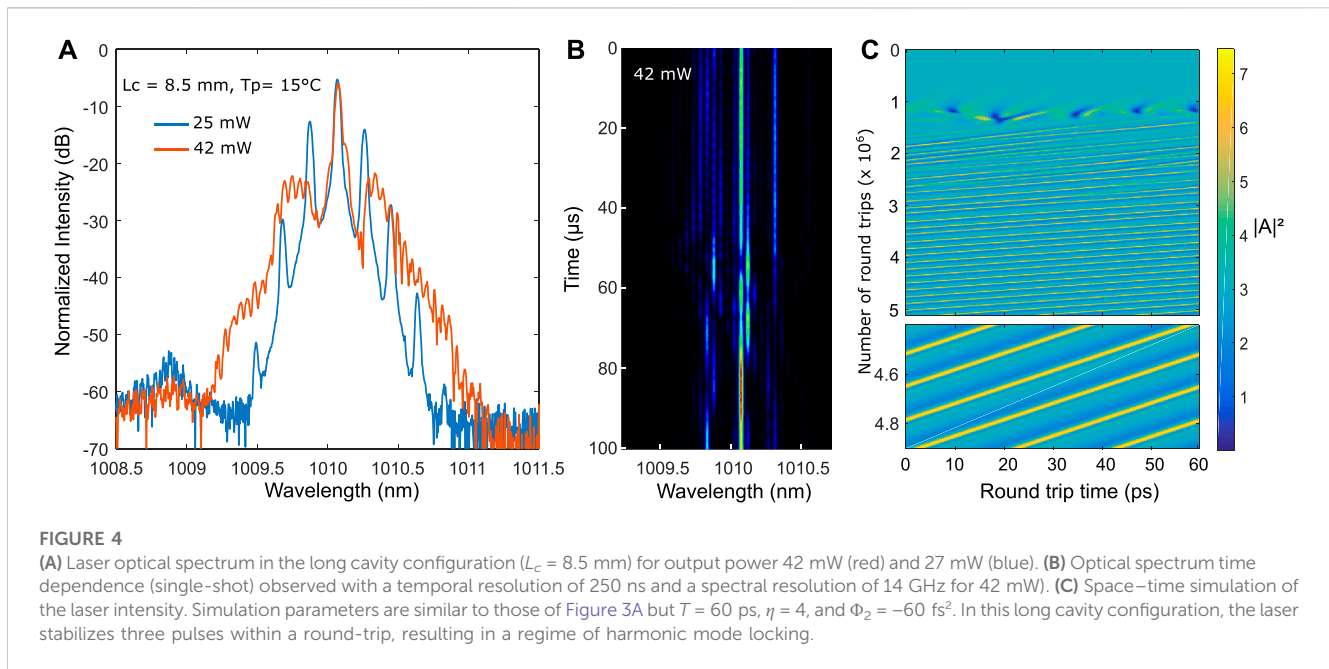 A
B
C
Lc = 8.5 mm, Tp= 15°C
25 mW
42 mW
Normalized Intensity (dB)
0
-10
-20
-30
-40
-50
-60
-70
1008.5 1009 1009.5 1010 1010.5 1011 1011.5
Wavelength (nm)
42 mW
Time (µs)
0
20
40
60
80
100
1009.5 1010 1010.5
Wavelength (nm)
Number of round trips (x 10⁶)
0
1
2
3
4
5
4.6
4.8
0 10 20 30 40 50 60
Round trip time (ps)
7
6
5
4
3
2
1
|A|²
FIGURE 4
(A) Laser optical spectrum in the long cavity configuration (Lc = 8.5 mm) for output power 42 mW (red) and 27 mW (blue). (B) Optical spectrum time
dependence (single-shot) observed with a temporal resolution of 250 ns and a spectral resolution of 14 GHz for 42 mW). (C) Space–time simulation of
the laser intensity. Simulation parameters are similar to those of Figure 3A but T = 60 ps, η = 4, and Φ₂ = −60 fs². In this long cavity configuration, the laser
stabilizes three pulses within a round-trip, resulting in a regime of harmonic mode locking.